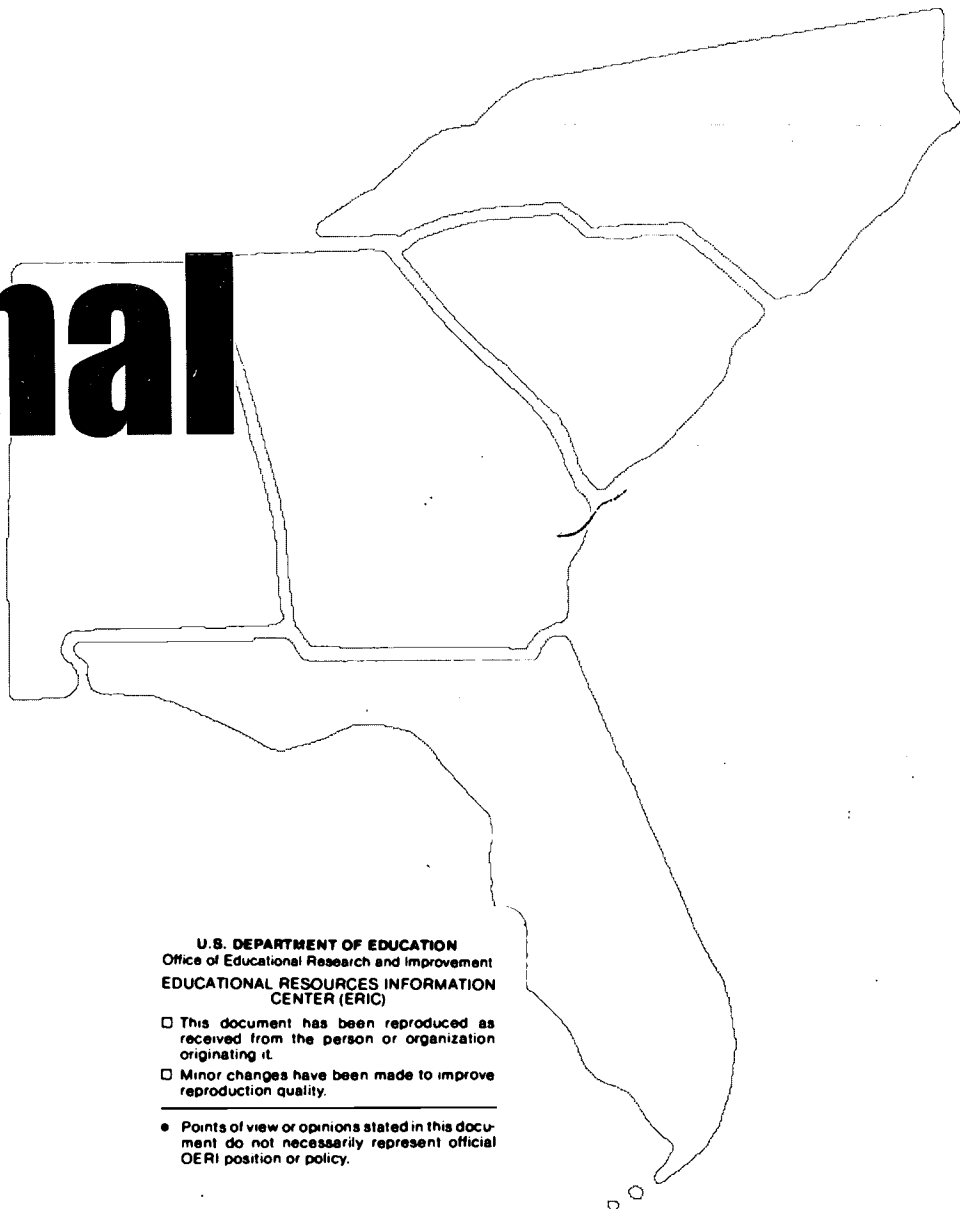 nal
U.S. DEPARTMENT OF EDUCATION
Office of Educational Research and Improvement
EDUCATIONAL RESOURCES INFORMATION
CENTER (ERIC)
□ This document has been reproduced as
received from the person or organization
originating it.
□ Minor changes have been made to improve
reproduction quality.
● Points of view or opinions stated in this docu-
ment do not necessarily represent official
OERI position or policy.